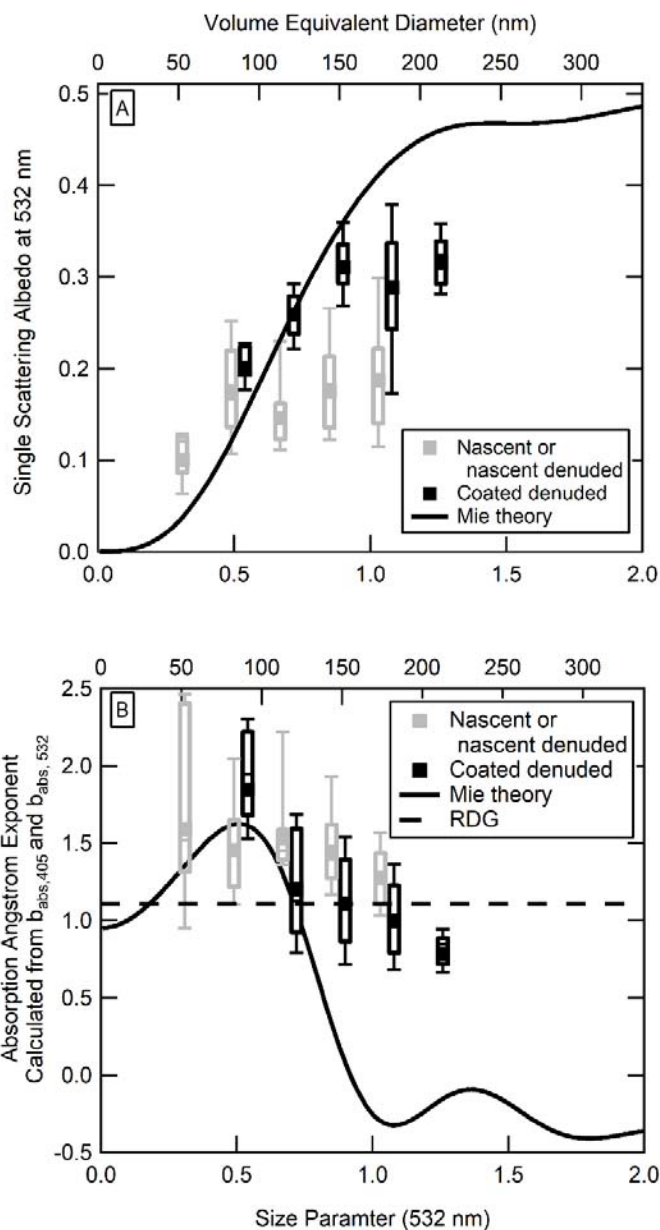 Volume Equivalent Diameter (nm)
0 50 100 150 200 250 300
A
Single Scattering Albedo at 532 nm
0.5
0.4
0.3
0.2
0.1
0.0
Nascent or
nascent denuded
Coated denuded
Mie theory
0.0 0.5 1.0 1.5 2.0
0 50 100 150 200 250 300
B
Absorption Angstrom Exponent
Calculated from babs,405 and babs, 532
2.5
2.0
1.5
1.0
0.5
0.0
-0.5
Nascent or
nascent denuded
Coated denuded
Mie theory
RDG
0.0 0.5 1.0 1.5 2.0
Size Paramter (532 nm)